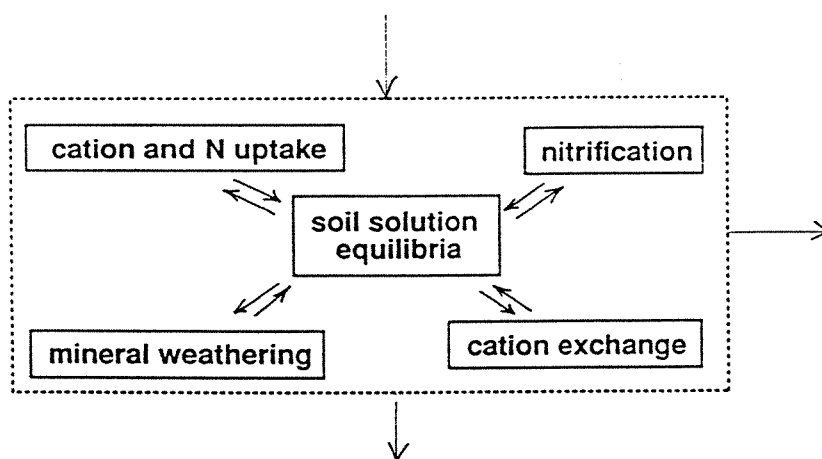 cation and N uptake
nitrification
soil solution
equilibria
mineral weathering
cation exchange